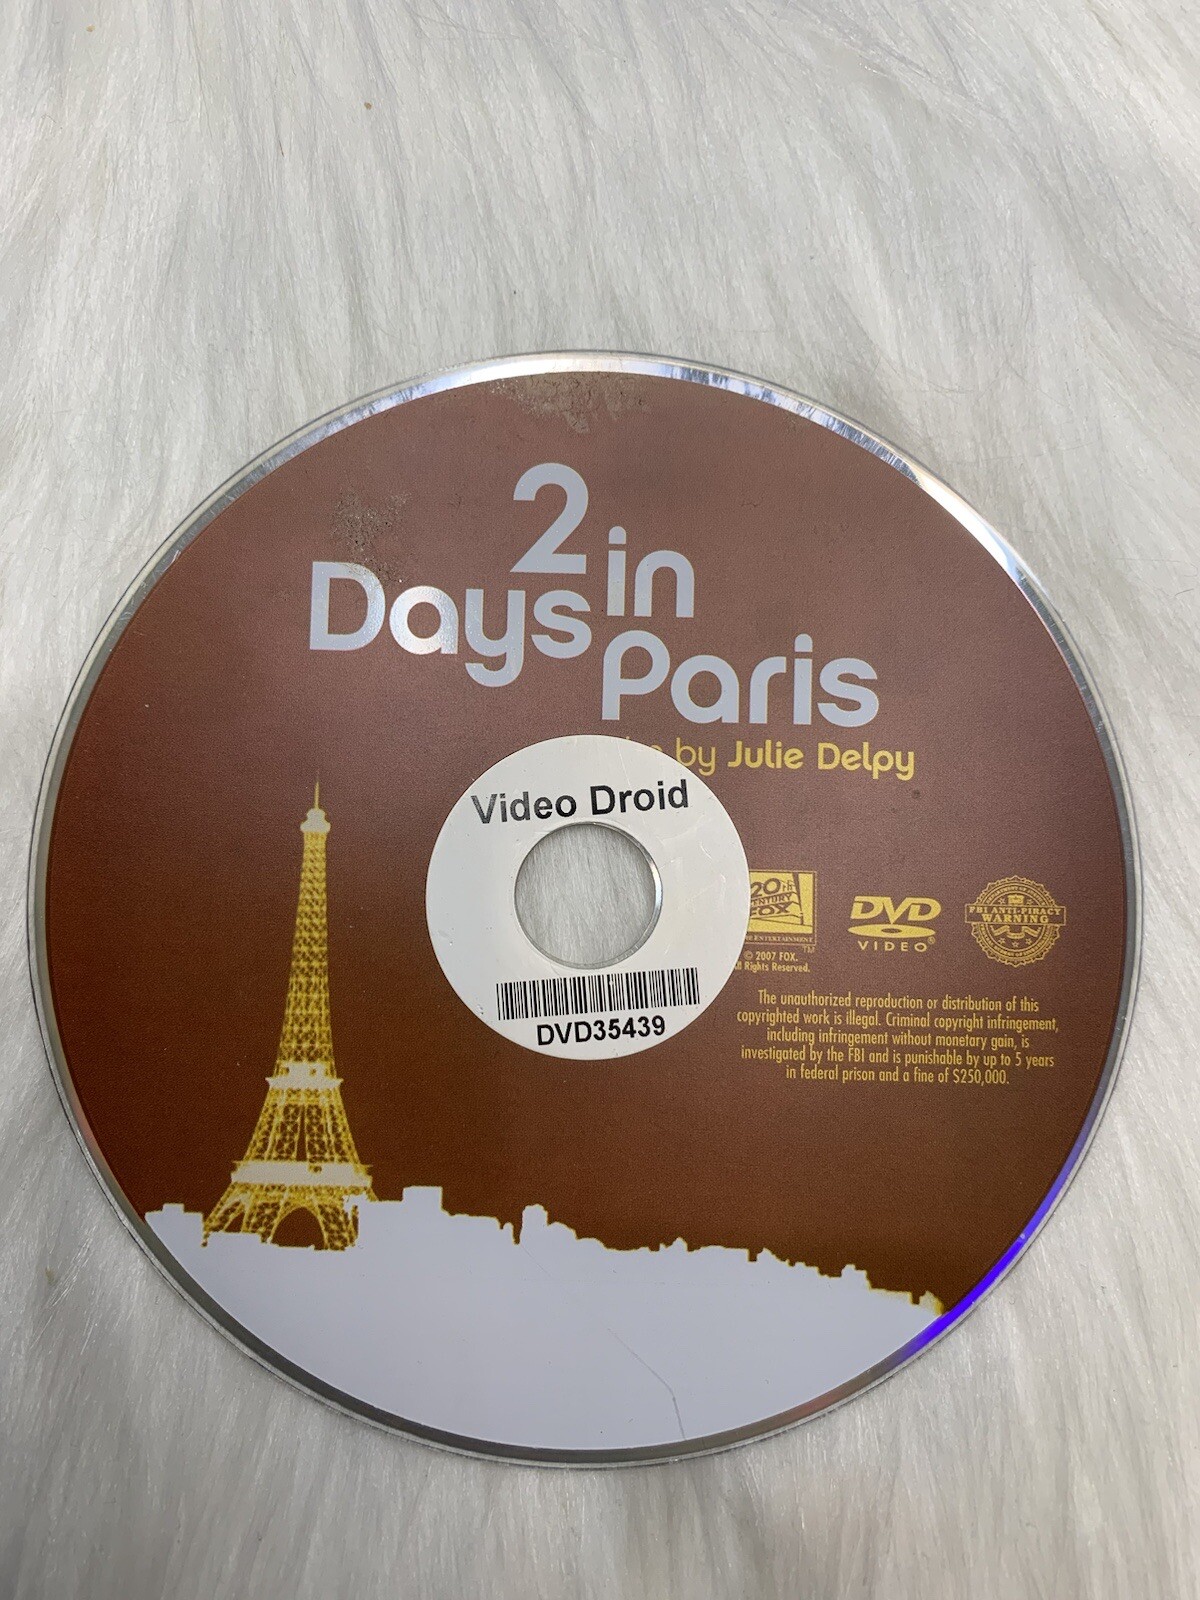 2
in
Days
Paris
by Julie Delpy
Video Droid
20TH
CENTURY
FOX
ENTERTAINMENT
TM
© 2007 FOX.
All Rights Reserved.
DVD
VIDEO®
FBI ANTI-PIRACY
WARNING
DVD35439
The unauthorized reproduction or distribution of this
copyrighted work is illegal. Criminal copyright infringement,
including infringement without monetary gain, is
investigated by the FBI and is punishable by up to 5 years
in federal prison and a fine of $250,000.